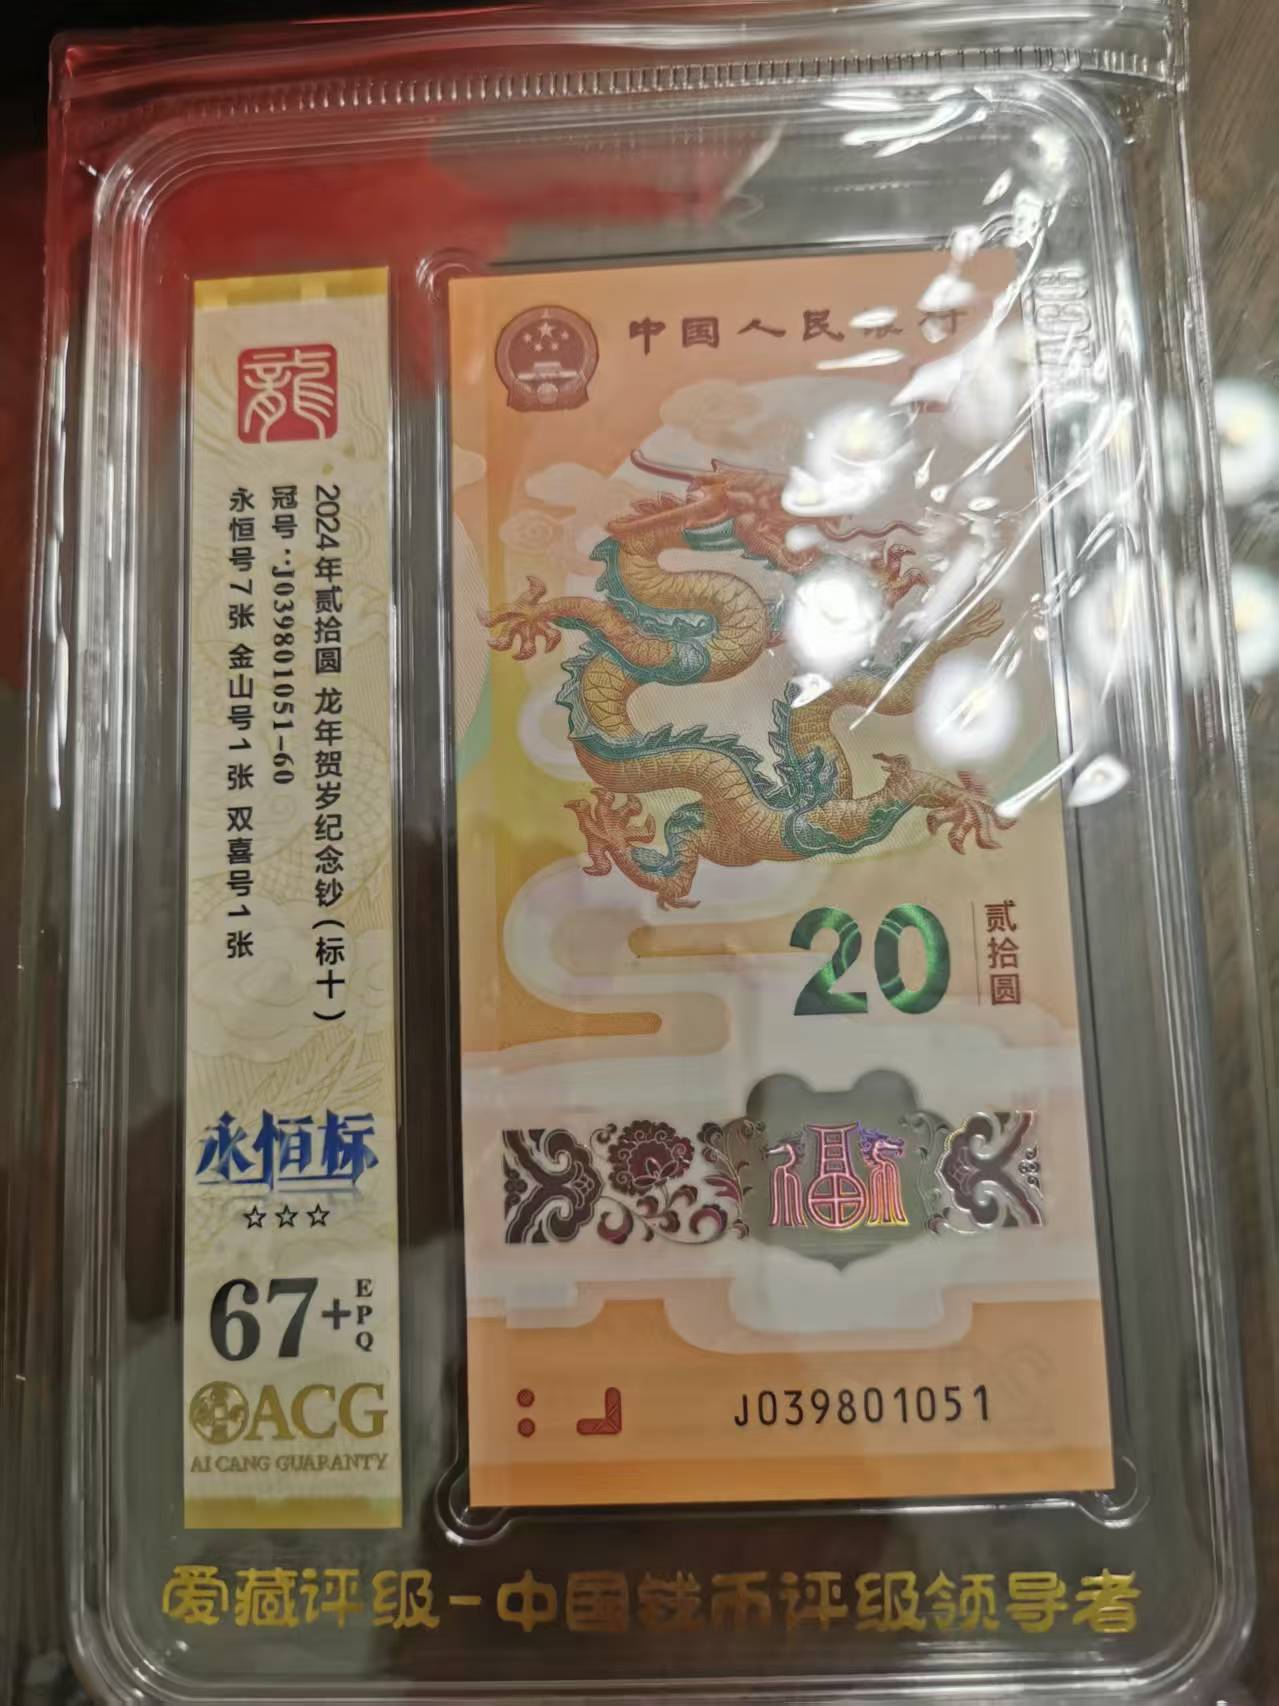 龍
2024年贰拾圆 龙年贺岁纪念钞(标十)
冠号:J039801051-60
永恒号7张 金山号1张 双喜号1张
永恒标
☆☆☆
67+EPQ
ACG
AI CANG GUARANTY
中国人民银行
20
贰拾圆
福
J039801051
爱藏评级-中国钱币评级领导者